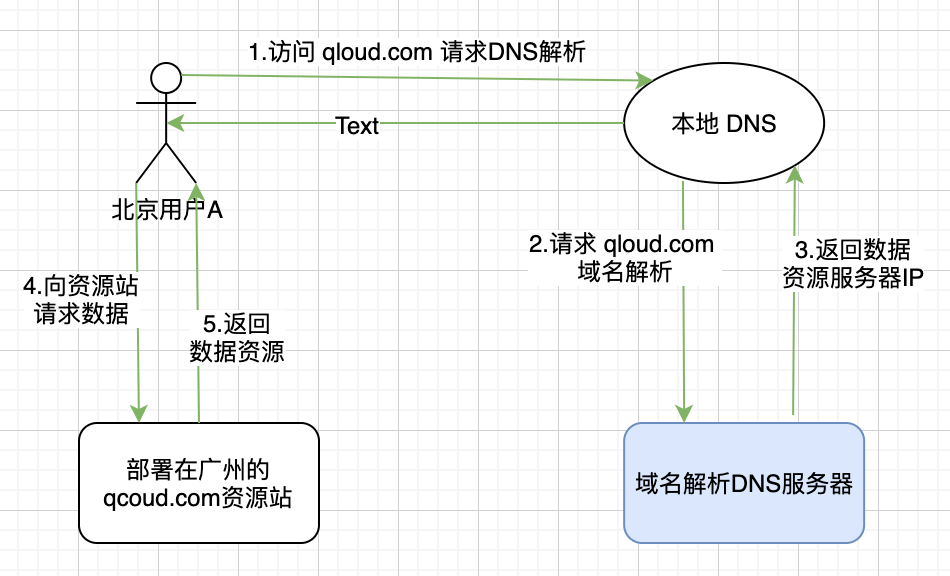 1.访问 qloud.com 请求DNS解析
Text
本地 DNS
北京用户A
2.请求 qloud.com
域名解析
3.返回数据
资源服务器IP
4.向资源站
请求数据
5.返回
数据资源
部署在广州的
qcoud.com资源站
域名解析DNS服务器